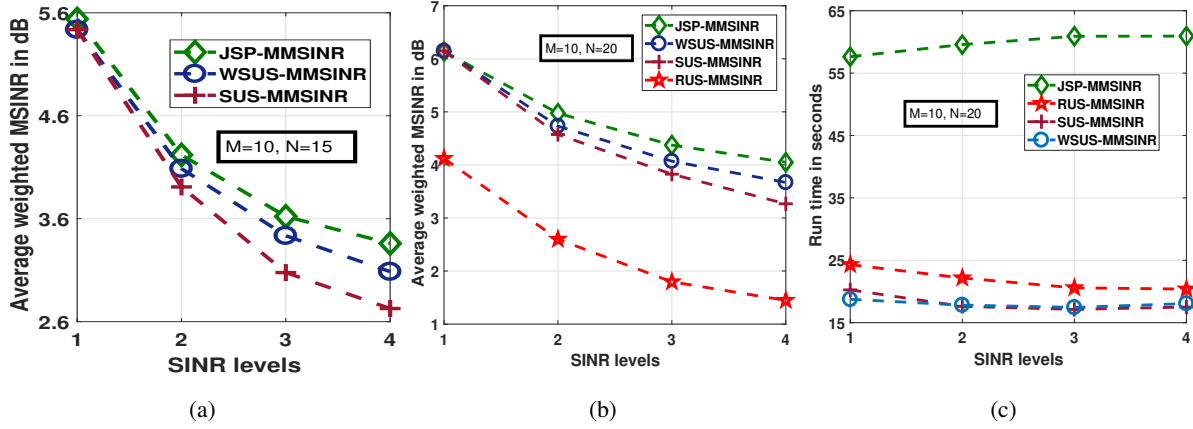 Average weighted MSINR in dB
5.6
4.6
3.6
2.6
JSP-MMSINR
WSUS-MMSINR
SUS-MMSINR
M=10, N=15
1 2 3 4
SINR levels
(a)
Average weighted MSINR in dB
7
6
5
4
3
2
1
JSP-MMSINR
WSUS-MMSINR
SUS-MMSINR
RUS-MMSINR
M=10, N=20
1 2 3 4
SINR levels
(b)
Run time in seconds
65
55
45
35
25
15
JSP-MMSINR
RUS-MMSINR
SUS-MMSINR
WSUS-MMSINR
M=10, N=20
1 2 3 4
SINR levels
(c)